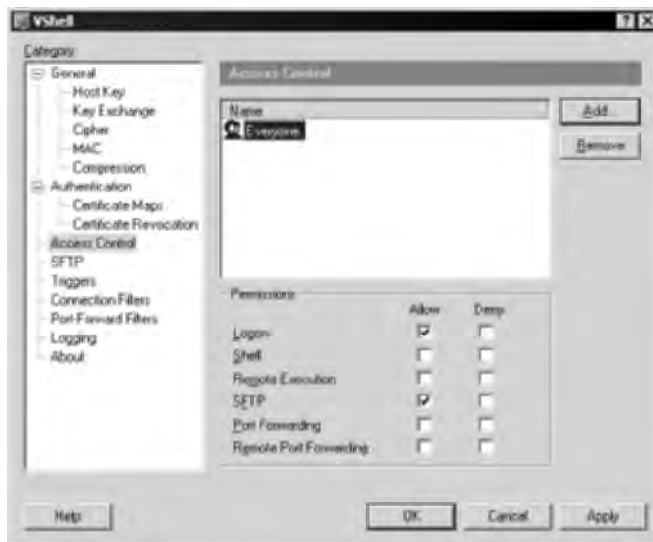 VShell
Category:
General
Host Key
Key Exchange
Cipher
MAC
Compression
Authentication
Certificate Maps
Certificate Revocation
Access Control
SFTP
Triggers
Connection Filters
Port-Forward Filters
Logging
About
Access Control
Name
Everyone
Add...
Remove
Permissions
Allow Deny
Logon
Shell
Remote Execution
SFTP
Port Forwarding
Remote Port Forwarding
Help OK Cancel Apply